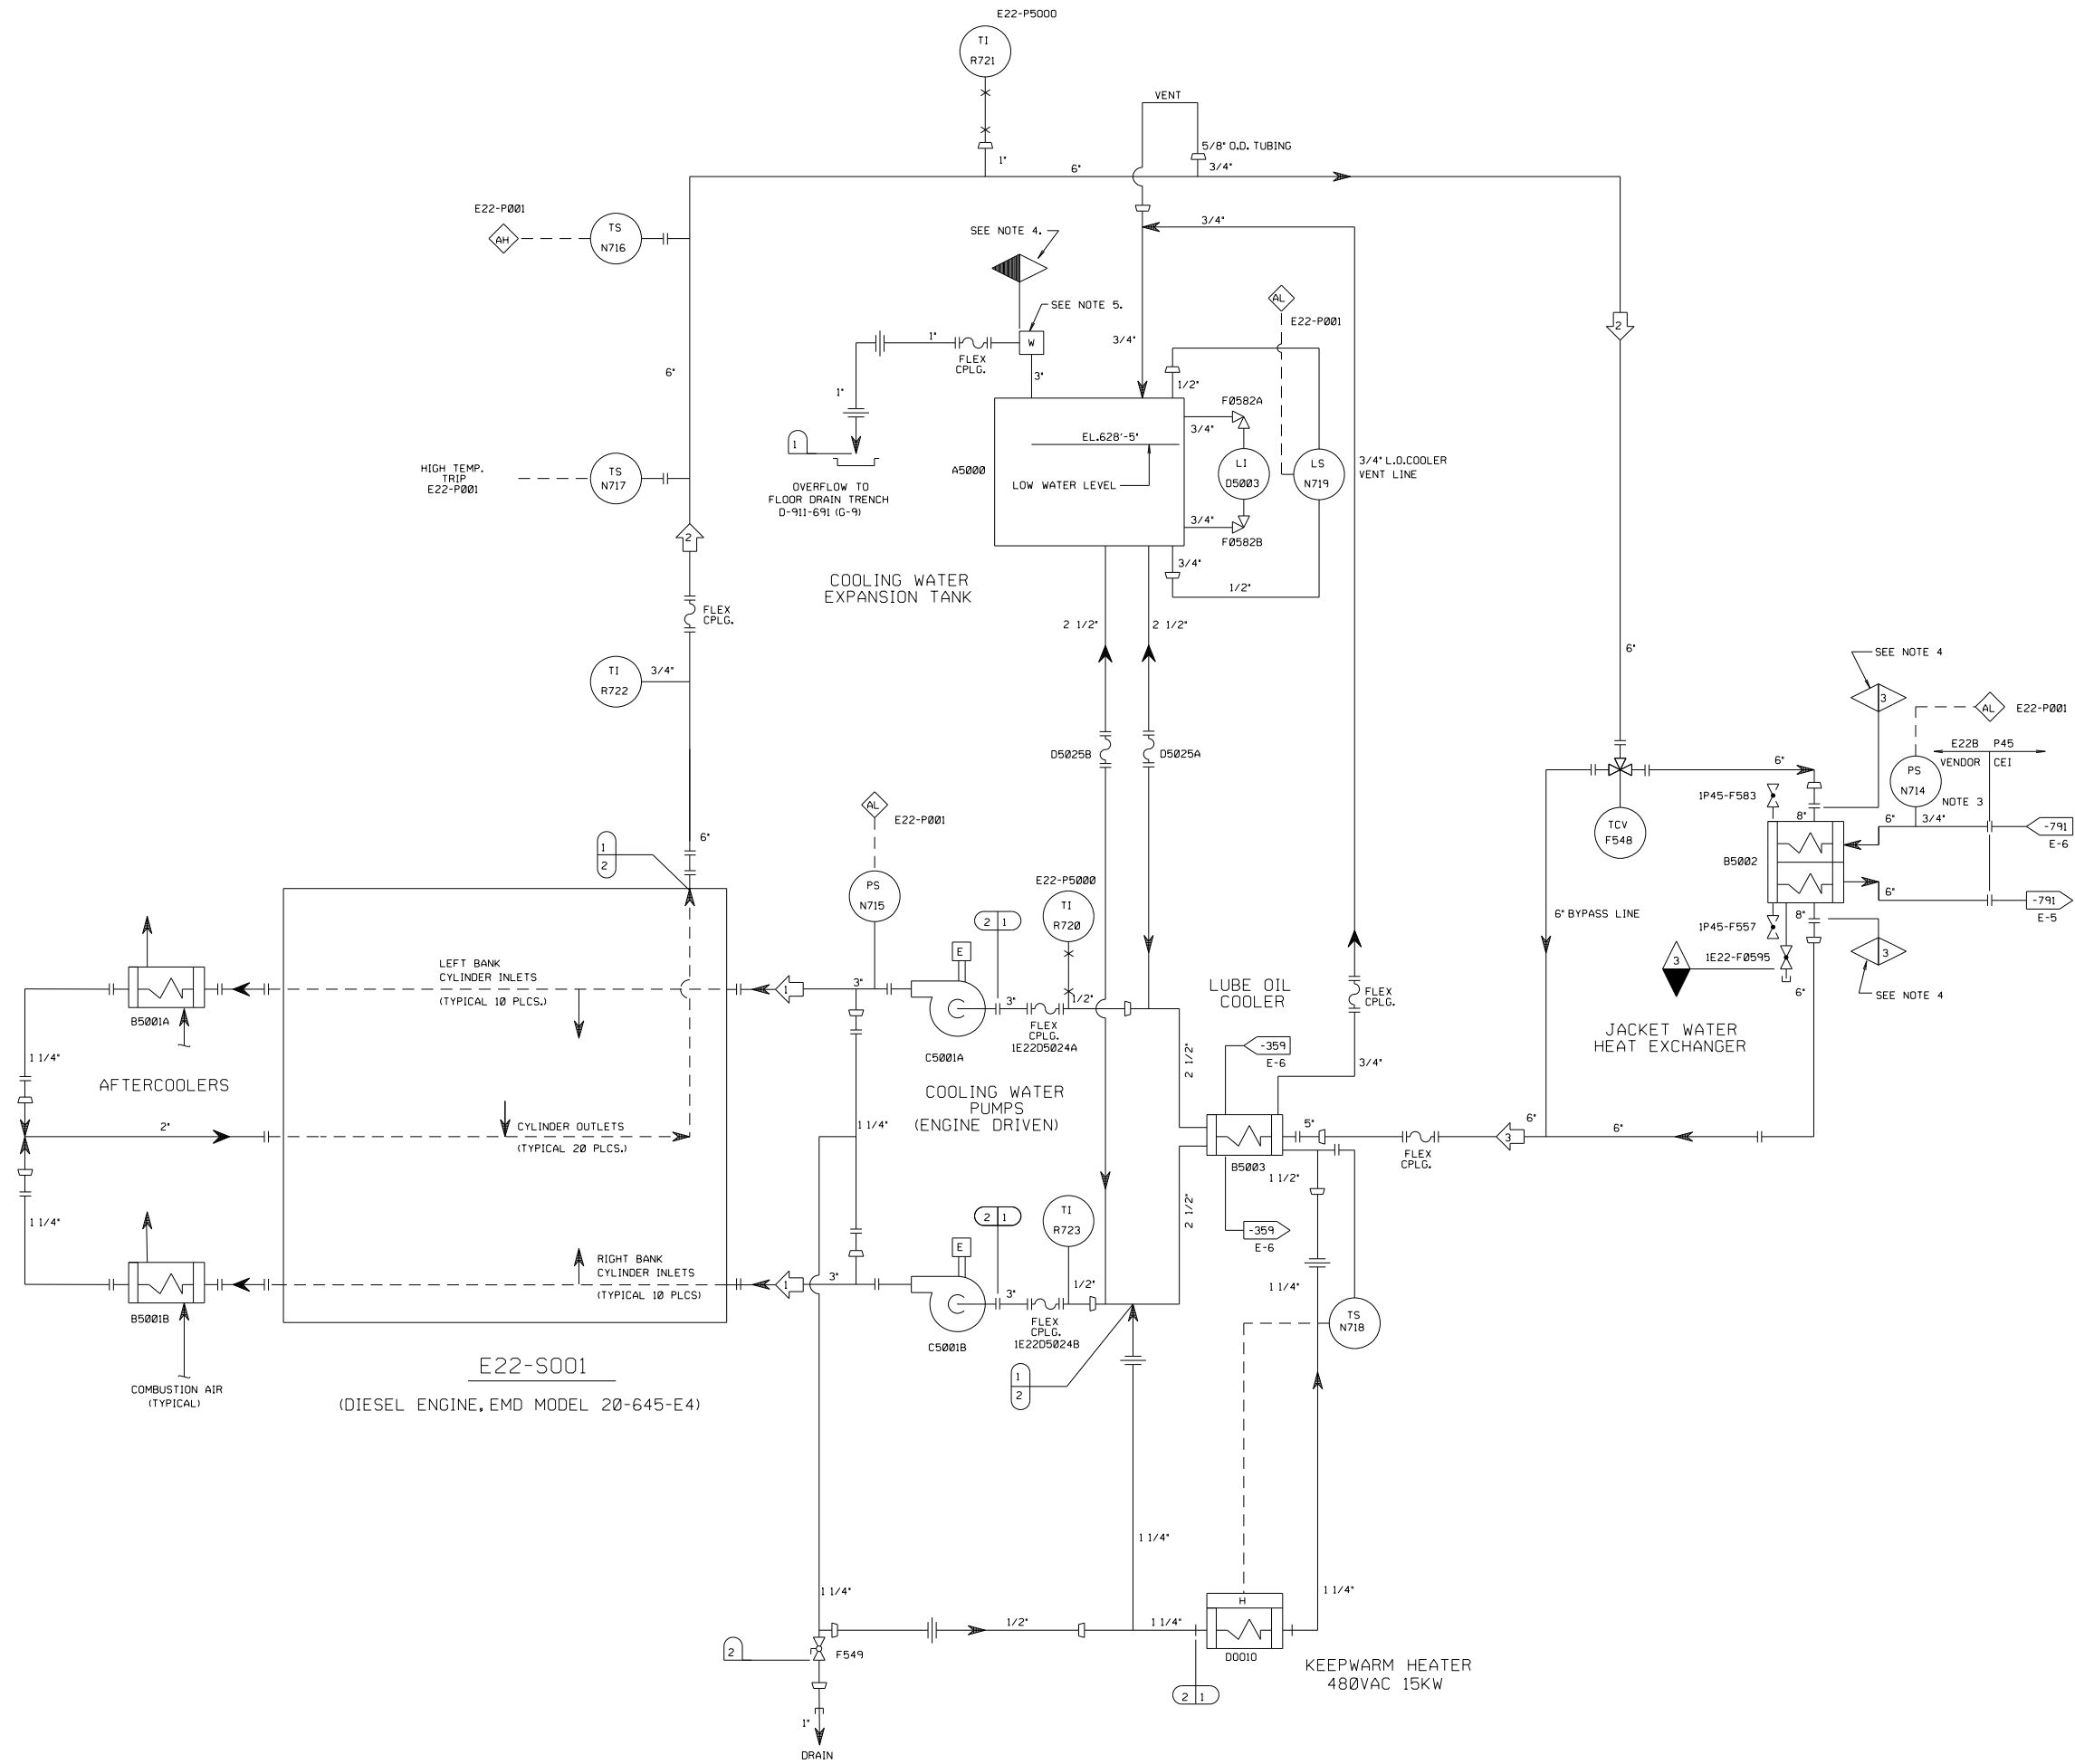 E22-P5000
TI
R721
VENT
5/8" O.D. TUBING
1"
6"
3/4"
E22-P001
AH
TS
N716
3/4"
SEE NOTE 4.
SEE NOTE 5.
AL
E22-P001
2
1"
W
FLEX
CPLG.
3/4"
6"
3"
1/2"
1"
F0582A
3/4"
EL.628'-5"
1
HIGH TEMP.
TRIP
E22-P001
TS
N717
A5000
LI
D5003
LS
N719
3/4" L.O.COOLER
VENT LINE
LOW WATER LEVEL
OVERFLOW TO
FLOOR DRAIN TRENCH
D-911-691 (G-9)
3/4"
F0582B
2
3/4"
COOLING WATER
EXPANSION TANK
1/2"
FLEX
CPLG.
2 1/2"
2 1/2"
6"
SEE NOTE 4
TI
R722
3/4"
3
AL
E22-P001
D5025B
D5025A
E22B
P45
VENDOR
CEI
6"
PS
N714
1P45-F583
NOTE 3
AL
E22-P001
TCV
F548
8"
6"
3/4"
-791
E-6
6"
1
2
B5002
E22-P5000
PS
N715
TI
R720
6"
-791
E-5
2
1
6" BYPASS LINE
8"
1P45-F557
LEFT BANK
CYLINDER INLETS
(TYPICAL 10 PLCS.)
E
3
1E22-F0595
3
1
3"
3"
1/2"
LUBE OIL
COOLER
FLEX
CPLG.
6"
SEE NOTE 4
B5001A
FLEX
CPLG.
1E22D5024A
C5001A
JACKET WATER
HEAT EXCHANGER
1 1/4"
-359
E-6
3/4"
2 1/2"
AFTERCOOLERS
COOLING WATER
PUMPS
(ENGINE DRIVEN)
2"
CYLINDER OUTLETS
(TYPICAL 20 PLCS.)
1 1/4"
5"
3
6"
6"
B5003
FLEX
CPLG.
1 1/2"
1 1/4"
2
1
TI
R723
2 1/2"
-359
E-6
E
RIGHT BANK
CYLINDER INLETS
(TYPICAL 10 PLCS)
1
3"
3"
1/2"
1 1/4"
B5001B
FLEX
CPLG.
1E22D5024B
C5001B
TS
N718
E22-S001
1
2
COMBUSTION AIR
(TYPICAL)
(DIESEL ENGINE, EMD MODEL 20-645-E4)
1 1/4"
1 1/4"
1 1/4"
H
1/2"
1 1/4"
2
F549
D0010
KEEPWARM HEATER
480VAC 15KW
2
1
1"
DRAIN